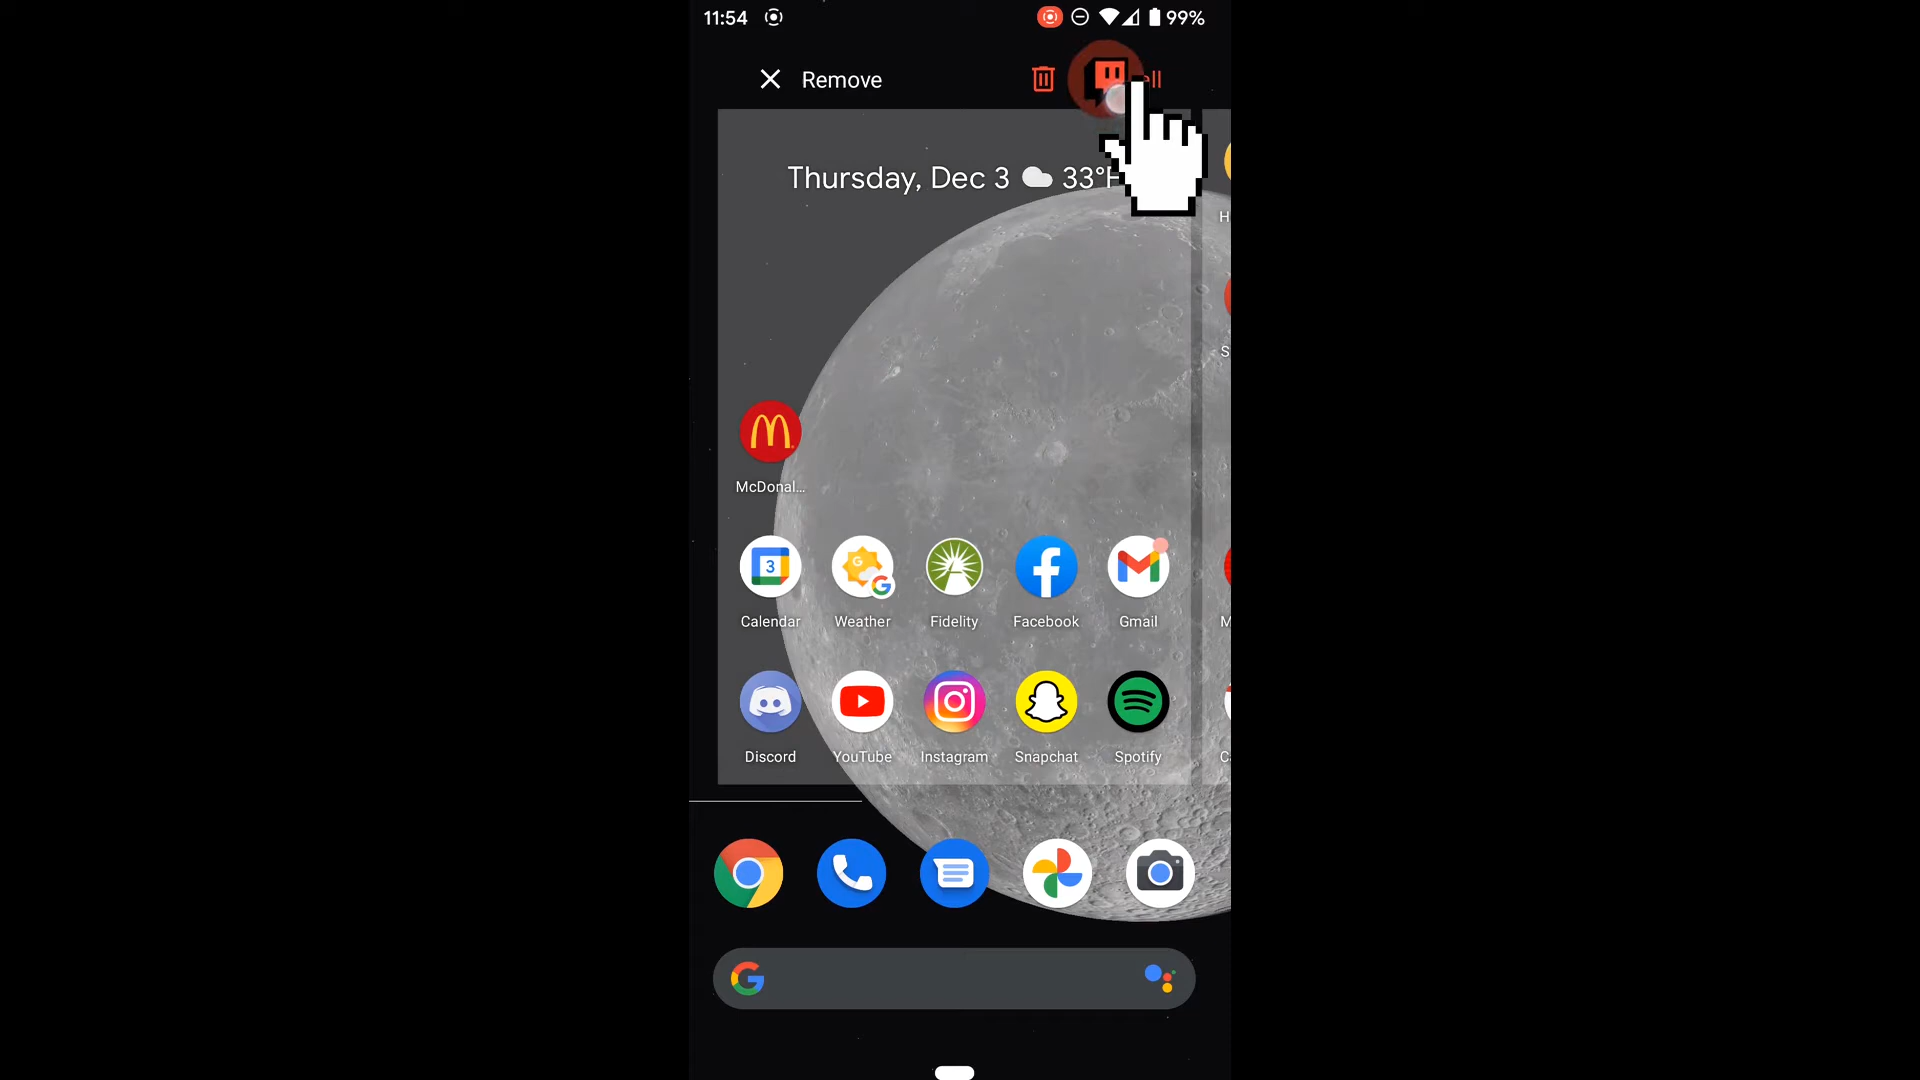 11:54
99%
Remove
Thursday, Dec 3 33°F
McDonal...
3
Calendar Weather Fidelity Facebook Gmail
Discord YouTube Instagram Snapchat Spotify